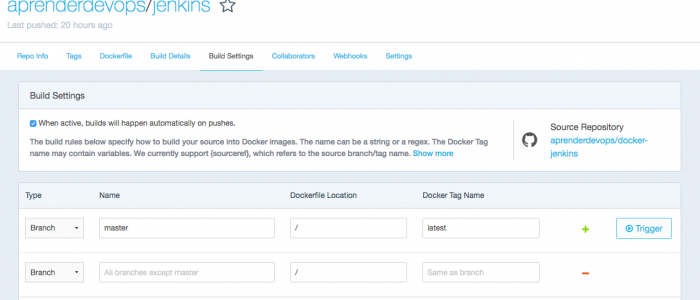 aprenderdevops/jenkins
Last pushed: 20 hours ago
Repo Info Tags Dockerfile Build Details Build Settings Collaborators Webhooks Settings
Build Settings
When active, builds will happen automatically on pushes.
The build rules below specify how to build your source into Docker images. The name can be a string or a regex. The Docker Tag
name may contain variables. We currently support {sourceref}, which refers to the source branch/tag name. Show more
Source Repository
aprenderdevops/docker-
jenkins
Type Name Dockerfile Location Docker Tag Name
Branch master / latest Trigger
Branch All branches except master / Same as branch